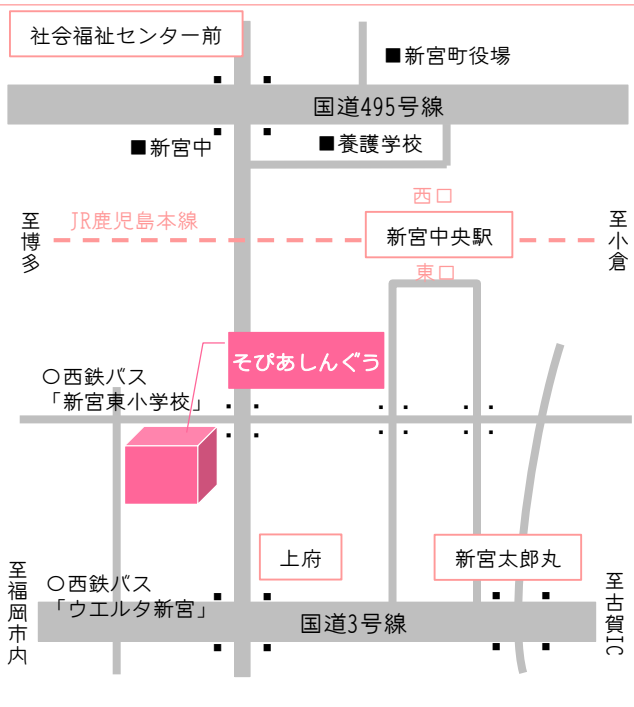 社会福祉センター前
■新宮町役場
国道495号線
■新宮中
■養護学校
西口
JR鹿児島本線
至博多
新宮中央駅
至小倉
東口
そぴあしんぐう
〇西鉄バス
「新宮東小学校」
上府
新宮太郎丸
至福岡市内
〇西鉄バス
「ウエルタ新宮」
国道3号線
至古賀IC